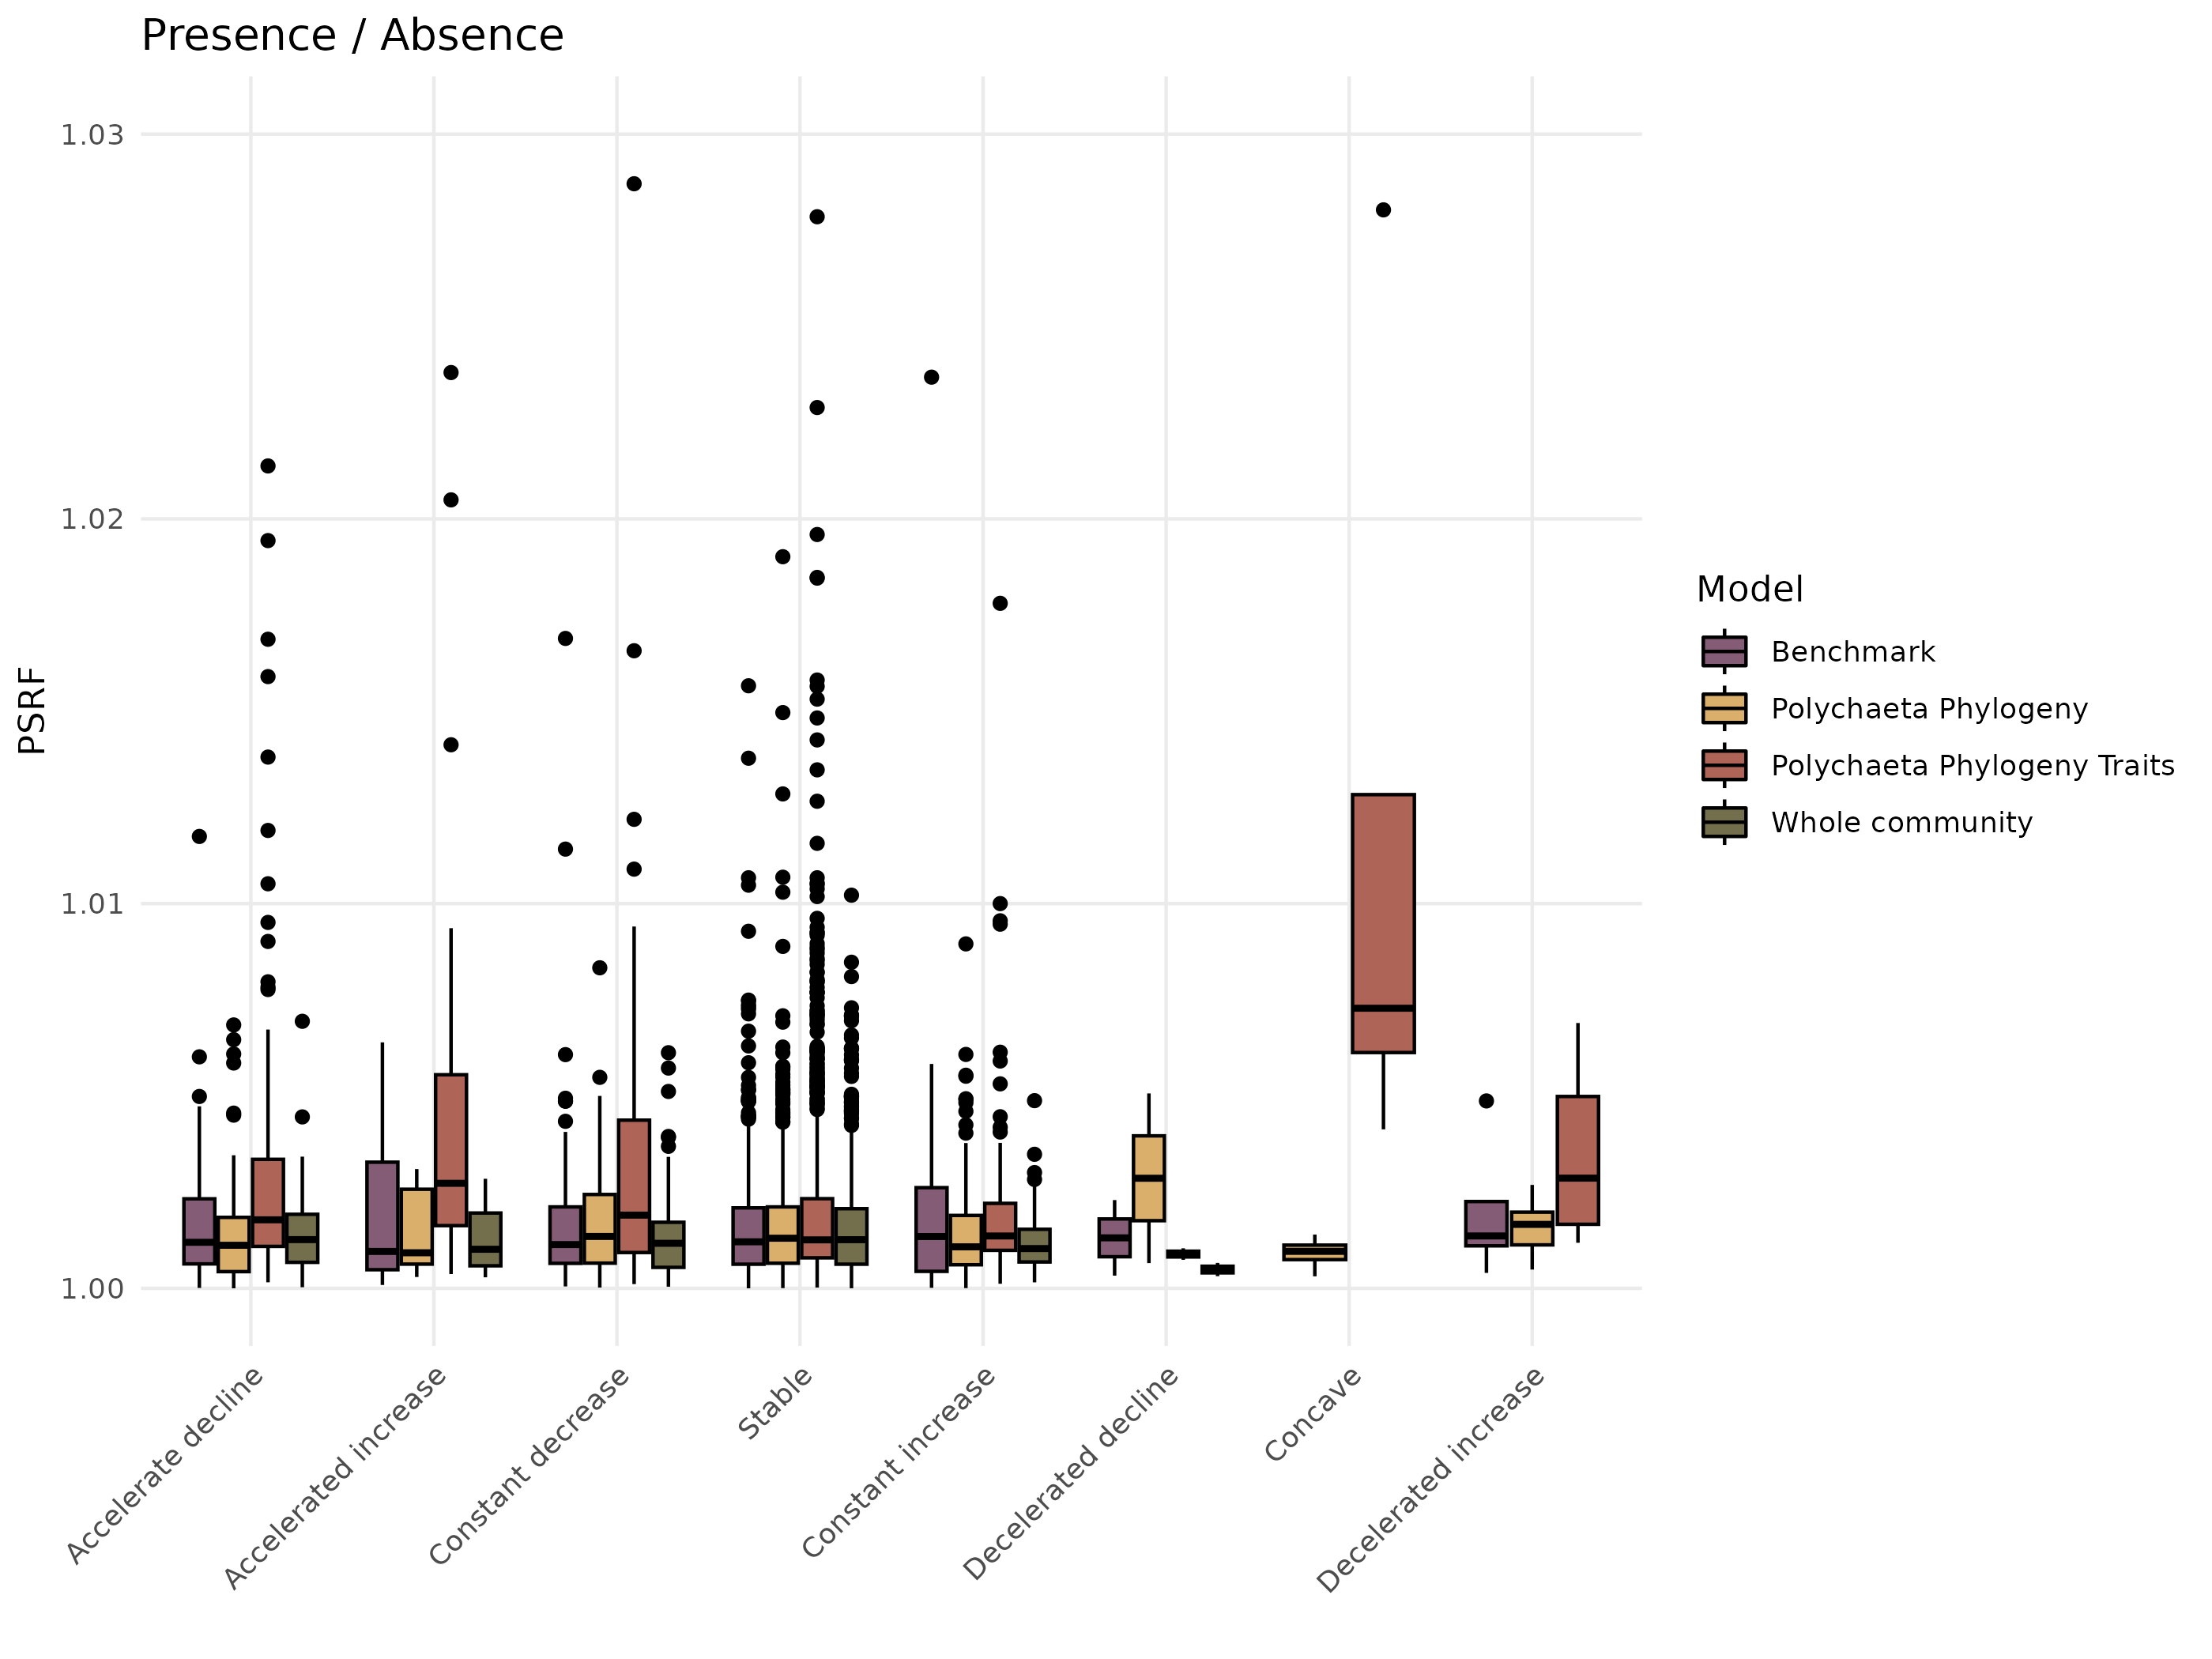 Presence / Absence
1.03
1.02
1.01
1.00
PSRF
Accelerate decline
Accelerated increase
Constant decrease
Stable
Constant increase
Decelerated decline
Concave
Decelerated increase
Model
Benchmark
Polychaeta Phylogeny
Polychaeta Phylogeny Traits
Whole community